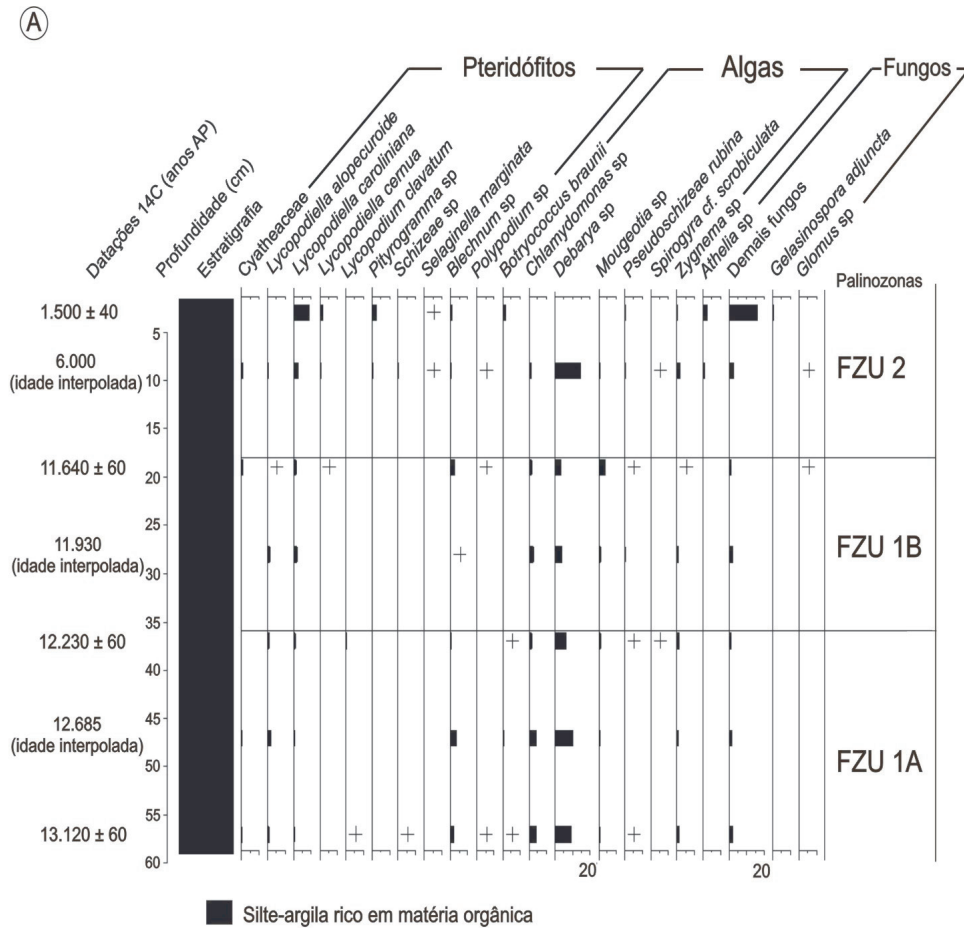 A
Pteridófitos
Algas
Fungos
Datações 14C (anos AP)
Profundidade (cm)
Estratigrafia
Cyatheaceae
Lycopodiella alopecuroide
Lycopodiella caroliniana
Lycopodiella cernua
Lycopodium clavatum
Pityrogramma sp
Schizeae sp
Selaginella marginata
Blechnum sp
Polypodium sp
Botryococcus braunii
Chlamydomonas sp
Debarya sp
Mougeotia sp
Pseudoschizeae rubina
Spirogyra cf. scrobiculata
Zygnema sp
Athelia sp
Demais fungos
Gelasinospora adjuncta
Glomus sp
Palinozonas
1.500 ± 40
5
6.000
(idade interpolada)
10
FZU 2
15
11.640 ± 60
20
25
11.930
(idade interpolada)
30
FZU 1B
35
12.230 ± 60
40
45
12.685
(idade interpolada)
50
FZU 1A
55
13.120 ± 60
60
20
20
Silte-argila rico em matéria orgânica